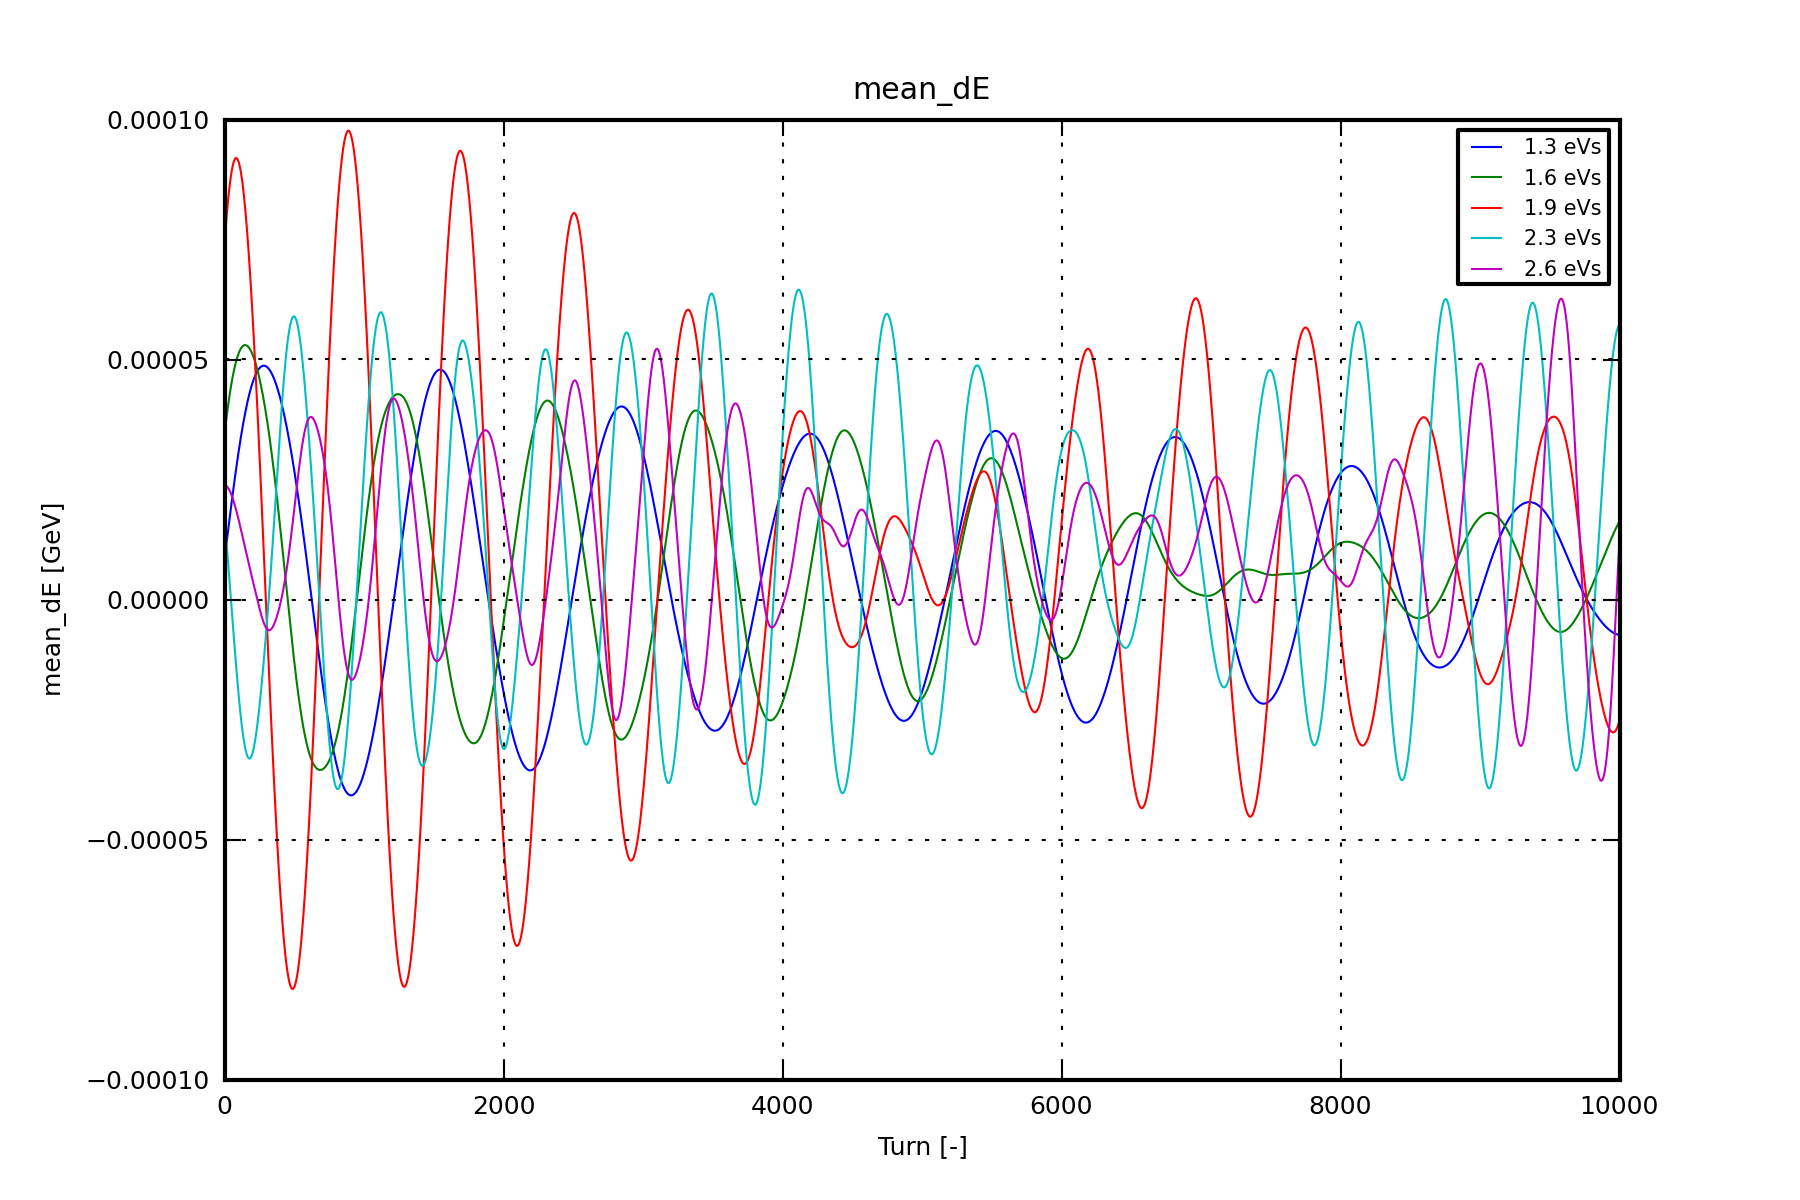 mean_dE
0.00010
0.00005
0.00000
−0.00005
−0.00010
mean_dE [GeV]
1.3 eVs
1.6 eVs
1.9 eVs
2.3 eVs
2.6 eVs
0 2000 4000 6000 8000 10000
Turn [-]